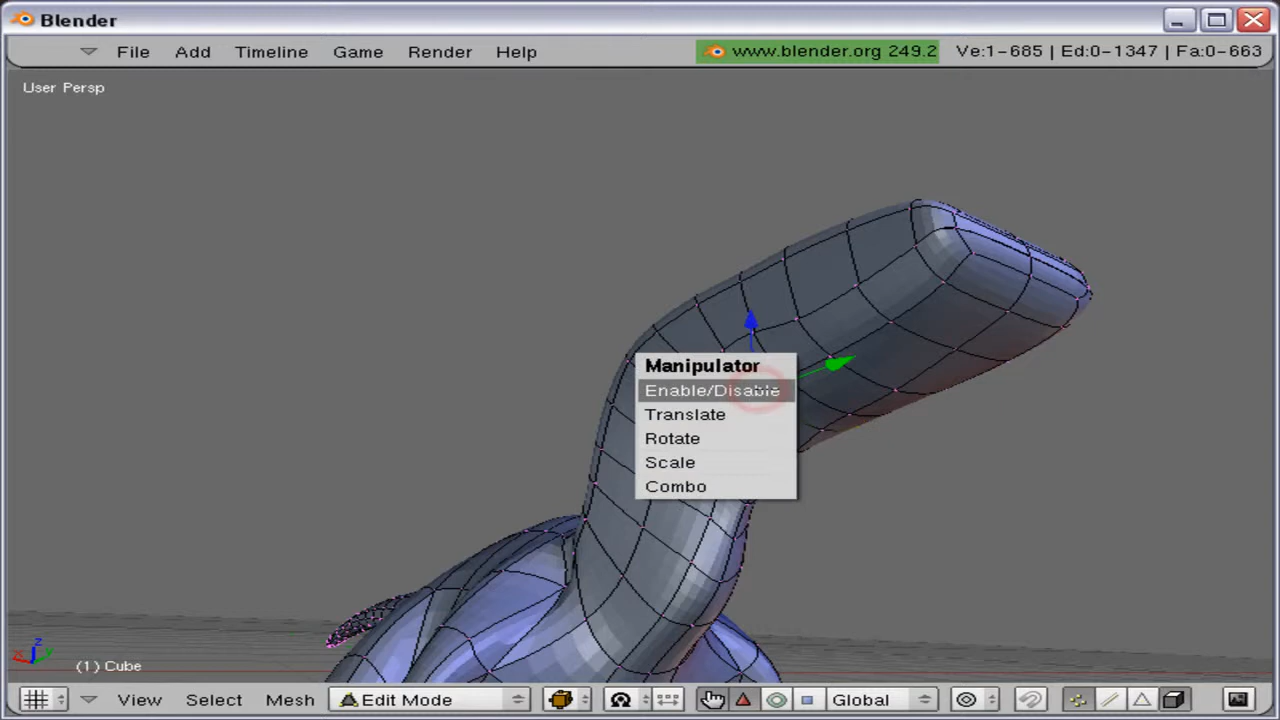 Blender
File Add Timeline Game Render Help www.blender.org 249.2 Ve:1-685 | Ed:0-1347 | Fa:0-663
User Persp
Manipulator
Enable/Disable
Translate
Rotate
Scale
Combo
z
x y
(1) Cube
View Select Mesh Edit Mode Global